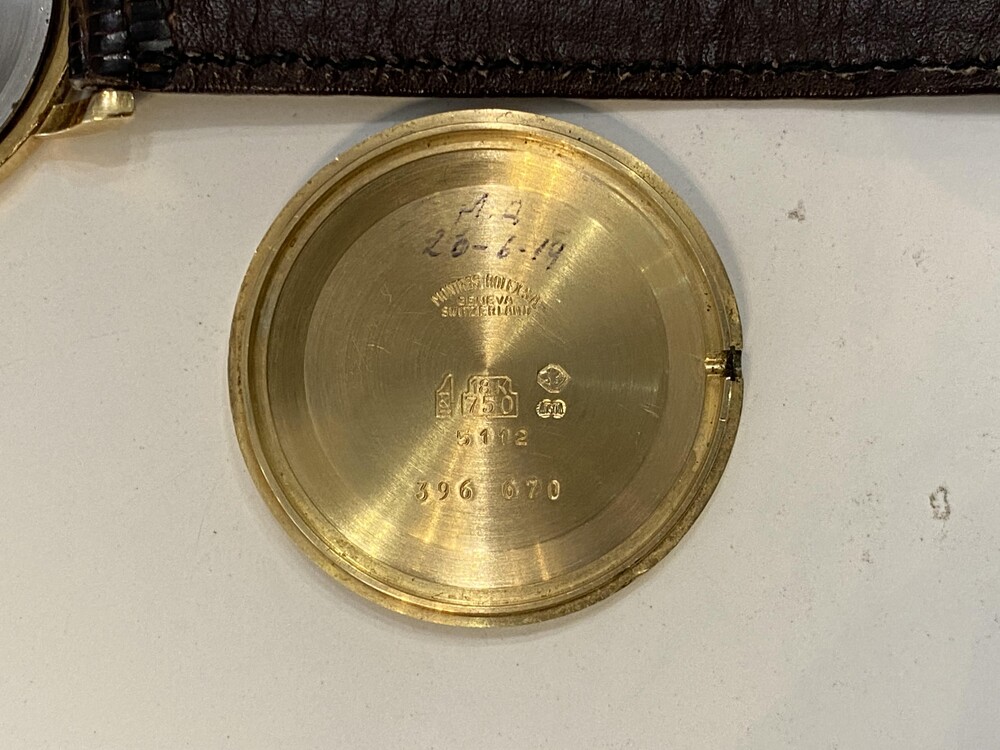 A.A
26-6-19
MONTRES ROLEX S.A.
GENEVA
SWITZERLAND
18K
750
5112
396 670